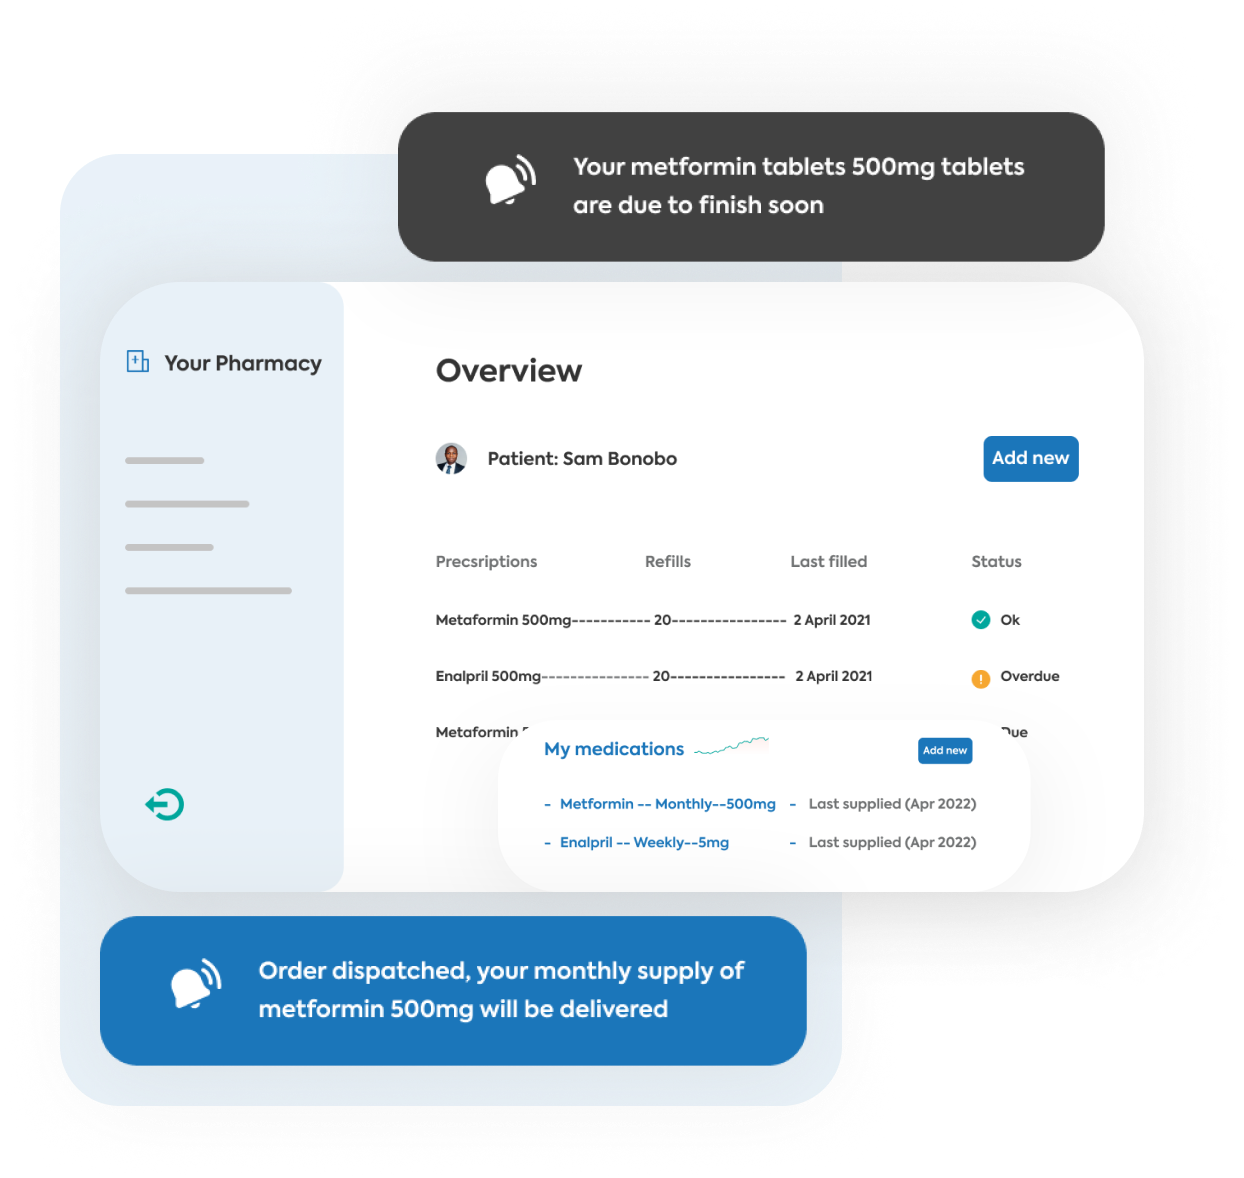 Your metformin tablets 500mg tablets
are due to finish soon
Your Pharmacy
Overview
Patient: Sam Bonobo
Add new
Precsriptions Refills Last filled Status
Metaformin 500mg----------- 20---------------- 2 April 2021 Ok
Enalpril 500mg--------------- 20---------------- 2 April 2021 Overdue
Metaformin Due
My medications Add new
- Metformin -- Monthly--500mg - Last supplied (Apr 2022)
- Enalpril -- Weekly--5mg - Last supplied (Apr 2022)
Order dispatched, your monthly supply of
metformin 500mg will be delivered